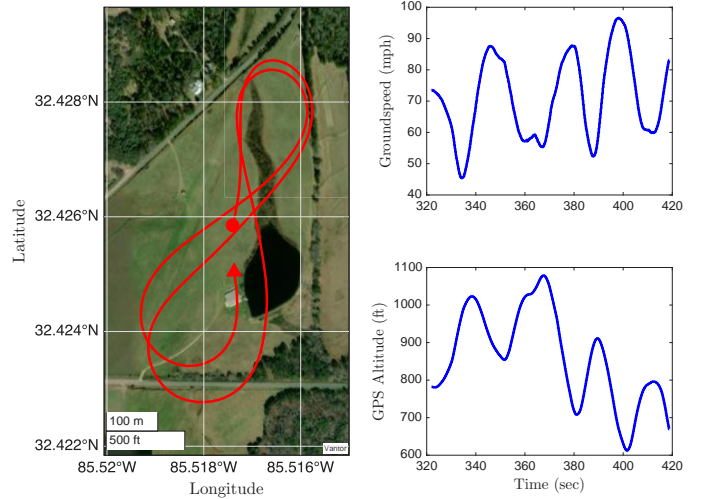 32.428°N
32.426°N
32.424°N
32.422°N
Latitude
100 m
500 ft
Vantor
85.52°W 85.518°W 85.516°W
Longitude
100
90
80
70
60
50
40
Groundspeed (mph)
320 340 360 380 400 420
1100
1000
900
800
700
600
GPS Altitude (ft)
320 340 360 380 400 420
Time (sec)